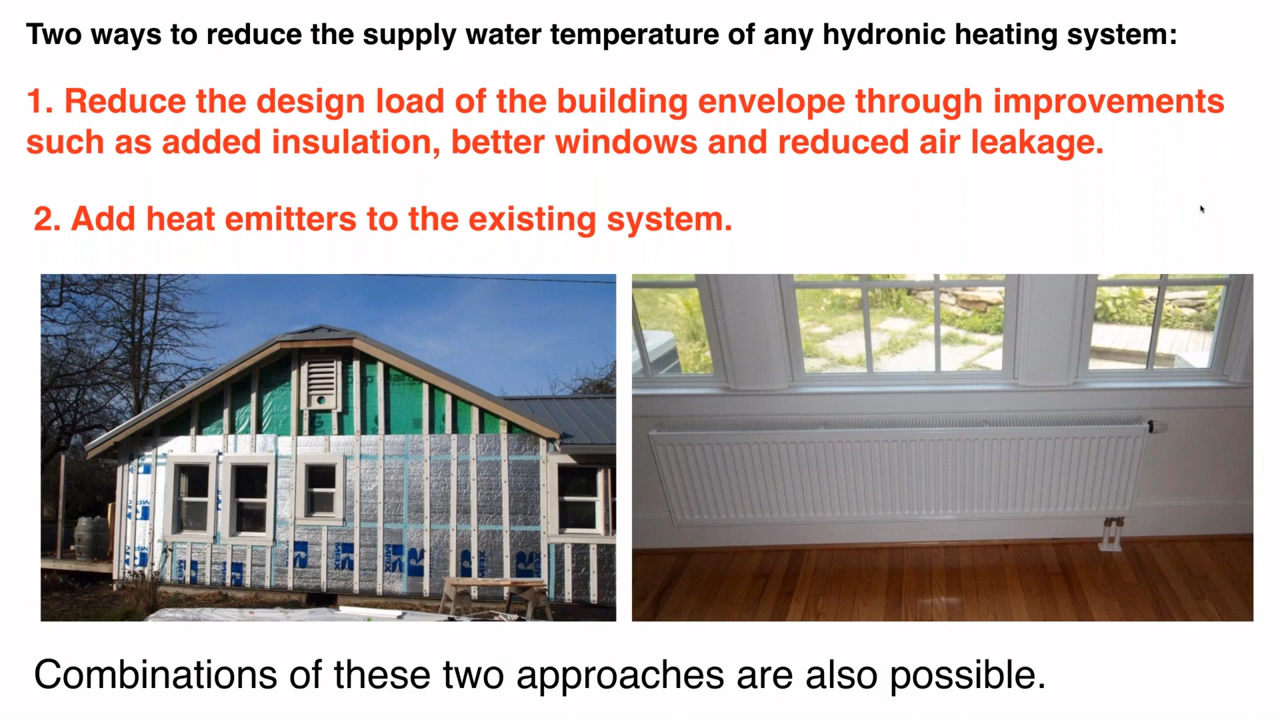 Two ways to reduce the supply water temperature of any hydronic heating system:
1. Reduce the design load of the building envelope through improvements
such as added insulation, better windows and reduced air leakage.
2. Add heat emitters to the existing system.
Combinations of these two approaches are also possible.